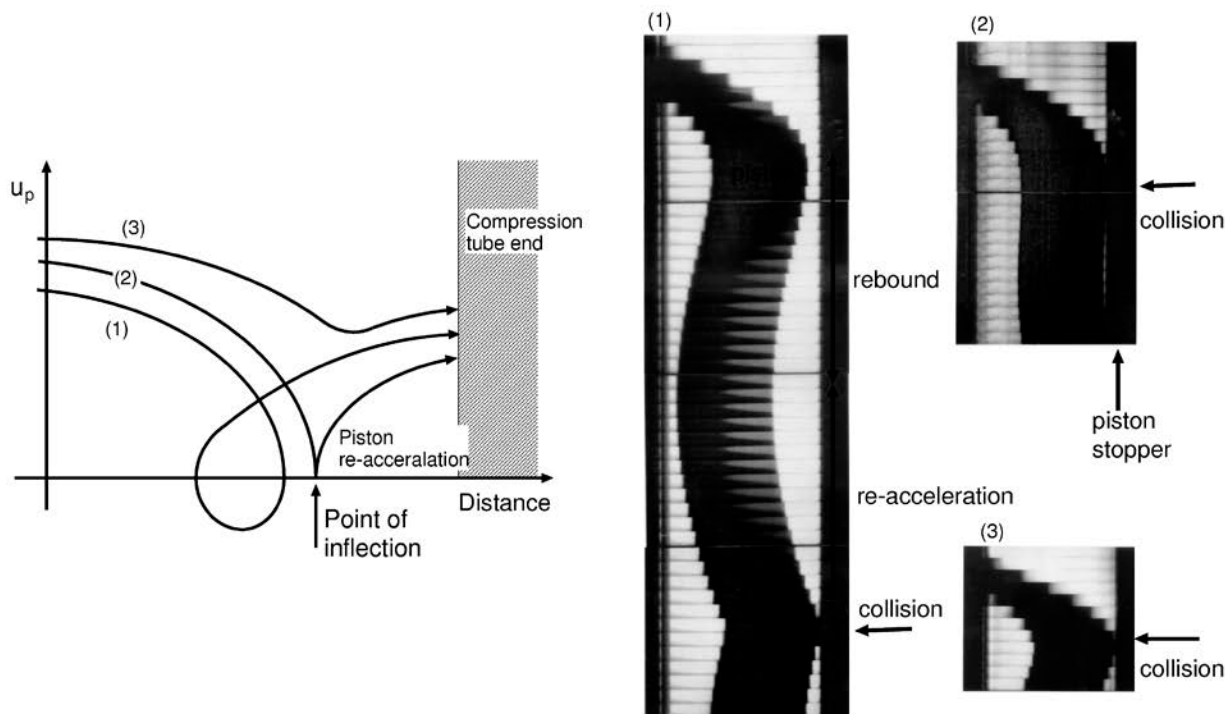 u_p
(3)
(2)
(1)
Compression
tube end
Piston
re-acceralation
Distance
Point of
inflection
(1)
rebound
re-acceleration
collision
(2)
collision
piston
stopper
(3)
collision